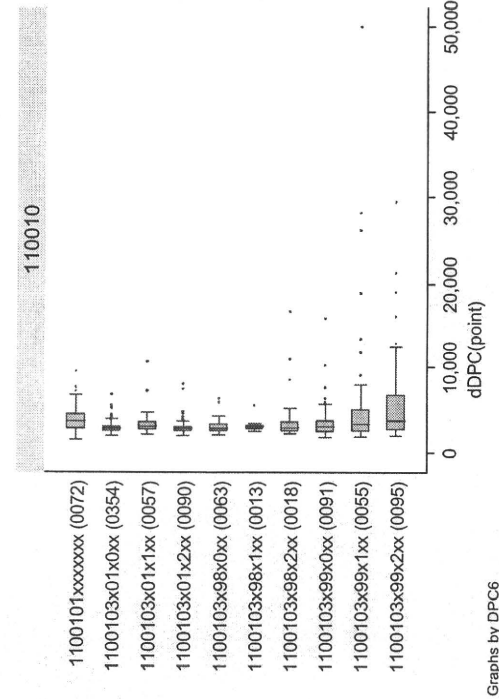 110010
1100101xxxxxxx (0072)
1100103x01x0xx (0354)
1100103x01x1xx (0057)
1100103x01x2xx (0090)
1100103x98x0xx (0063)
1100103x98x1xx (0013)
1100103x98x2xx (0018)
1100103x99x0xx (0091)
1100103x99x1xx (0055)
1100103x99x2xx (0095)
0 10,000 20,000 30,000 40,000 50,000
dDPC(point)
Graphs by DPC6